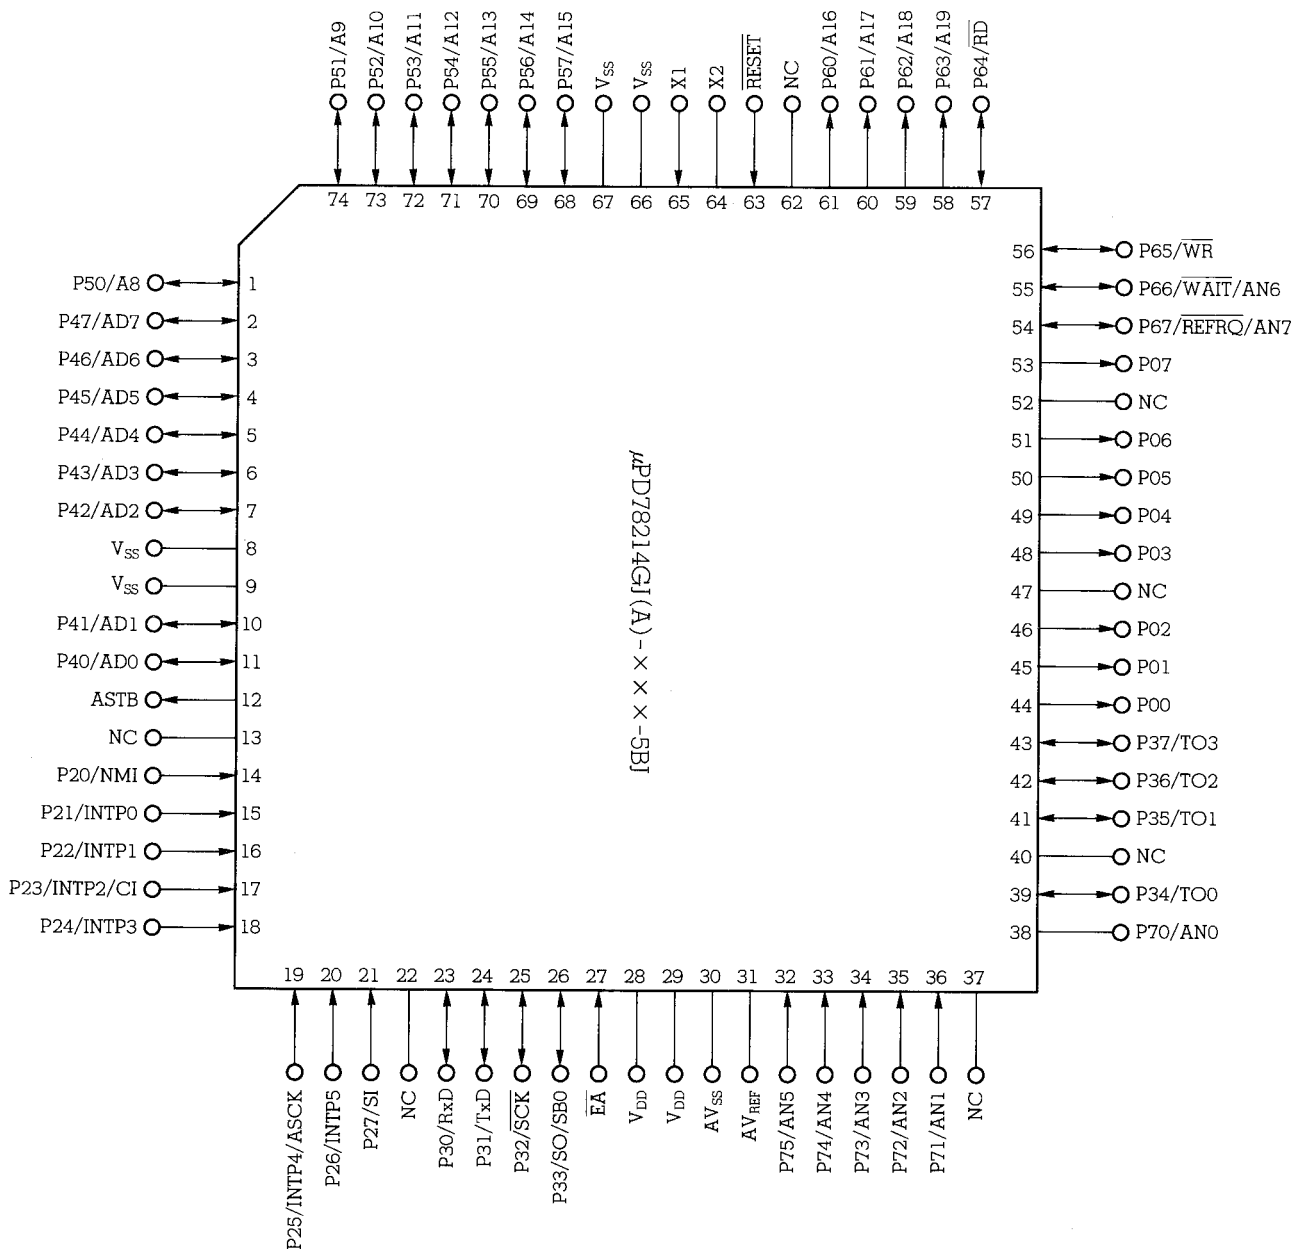 P51/A9
P52/A10
P53/A11
P54/A12
P55/A13
P56/A14
P57/A15
VSS
VSS
X1
X2
RESET
NC
P60/A16
P61/A17
P62/A18
P63/A19
P64/RD
74 73 72 71 70 69 68 67 66 65 64 63 62 61 60 59 58 57
P50/A8 1
P47/AD7 2
P46/AD6 3
P45/AD5 4
P44/AD4 5
P43/AD3 6
P42/AD2 7
VSS 8
VSS 9
P41/AD1 10
P40/AD0 11
ASTB 12
NC 13
P20/NMI 14
P21/INTP0 15
P22/INTP1 16
P23/INTP2/CI 17
P24/INTP3 18
μPD78214GJ(A)-×××-5BJ
56 P65/WR
55 P66/WAIT/AN6
54 P67/REFRQ/AN7
53 P07
52 NC
51 P06
50 P05
49 P04
48 P03
47 NC
46 P02
45 P01
44 P00
43 P37/TO3
42 P36/TO2
41 P35/TO1
40 NC
39 P34/TO0
38 P70/AN0
19 20 21 22 23 24 25 26 27 28 29 30 31 32 33 34 35 36 37
P25/INTP4/ASCK
P26/INTP5
P27/SI
NC
P30/RxD
P31/TxD
P32/SCK
P33/SO/SB0
EA
VDD
VDD
AVSS
AVREF
P75/AN5
P74/AN4
P73/AN3
P72/AN2
P71/AN1
NC